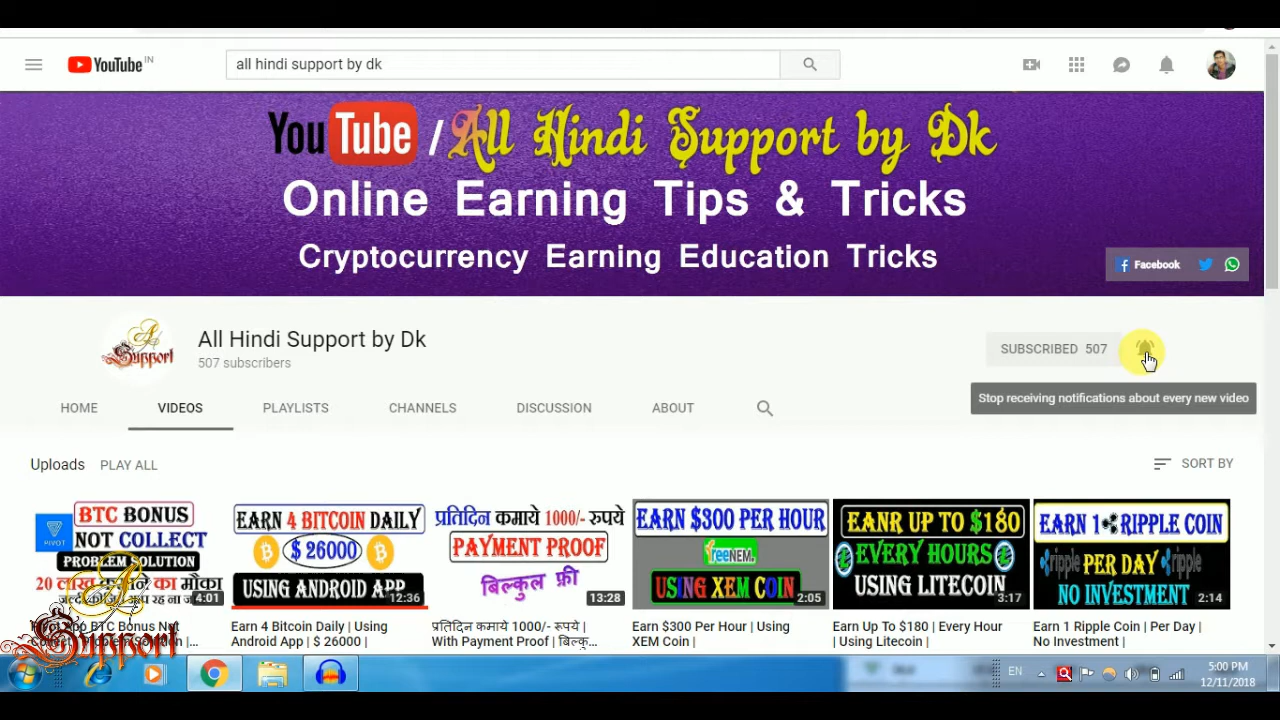 YouTube IN
all hindi support by dk
YouTube / All Hindi Support by Dk
Online Earning Tips & Tricks
Cryptocurrency Earning Education Tricks
Facebook
A
Support
All Hindi Support by Dk
507 subscribers
SUBSCRIBED 507
Stop receiving notifications about every new video
HOME VIDEOS PLAYLISTS CHANNELS DISCUSSION ABOUT
Uploads PLAY ALL
SORT BY
BTC BONUS
NOT COLLECT
PIVOT
PROBLEM SOLUTION
20 लाख का मौका
4:01
BTC Bonus Not
EARN 4 BITCOIN DAILY
$ 26000
USING ANDROID APP
12:36
Earn 4 Bitcoin Daily | Using
Android App | $ 26000 |
प्रतिदिन कमाये 1000/- रुपये
PAYMENT PROOF
बिल्कुल फ्री
13:28
प्रतिदिन कमाये 1000/- रुपये |
With Payment Proof | बिल्कु...
EARN $300 PER HOUR
freeNEM.
USING XEM COIN
2:05
Earn $300 Per Hour | Using
XEM Coin |
EANR UP TO $180
EVERY HOURS
USING LITECOIN
3:17
Earn Up To $180 | Every Hour
| Using Litecoin |
EARN 1 RIPPLE COIN
ripple PER DAY ripple
NO INVESTMENT
2:14
Earn 1 Ripple Coin | Per Day |
No Investment |
A
Support
EN
5:00 PM
12/11/2018